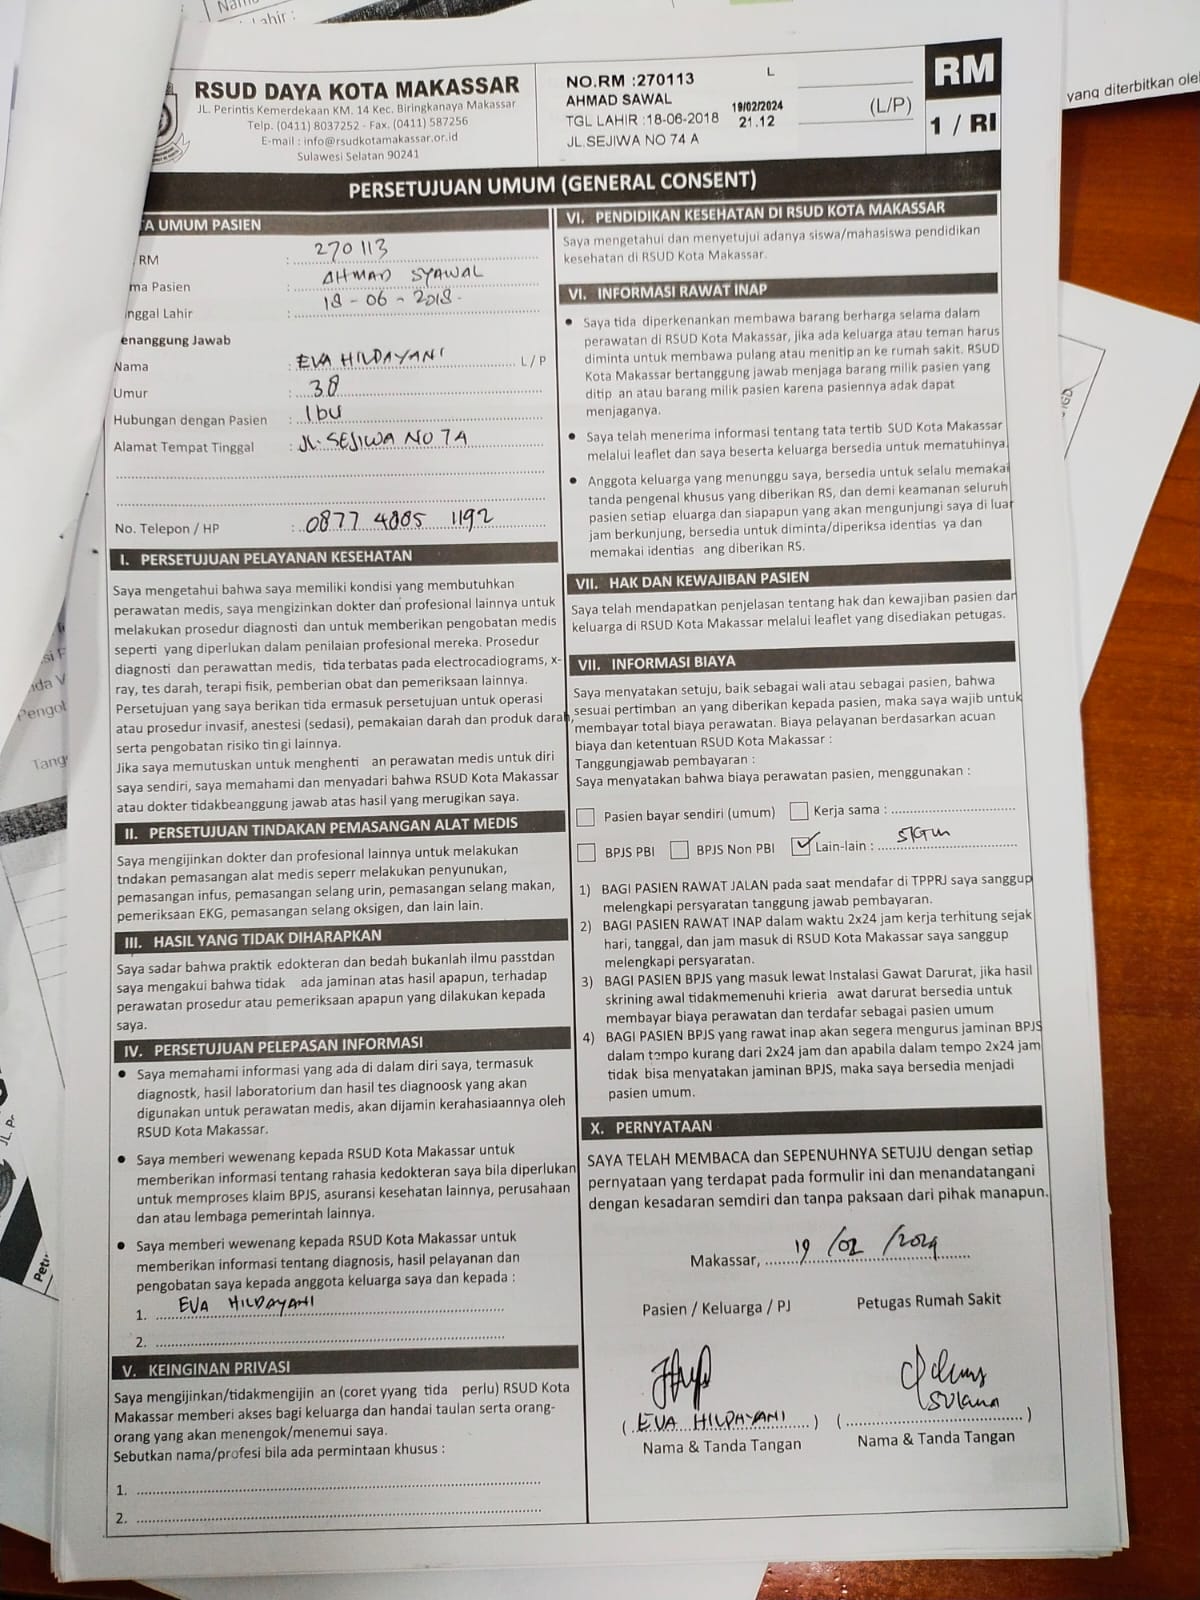 Lahir :
yang diterbitkan ole
RSUD DAYA KOTA MAKASSAR
JL. Perintis Kemerdekaan KM. 14 Kec. Biringkanaya Makassar
Telp. (0411) 8037252 - Fax. (0411) 587256
E-mail : info@rsudkotamakassar.or.id
Sulawesi Selatan 90241
NO.RM :270113 L
AHMAD SAWAL
TGL LAHIR :18-06-2018
19/02/2024
21.12
JL.SEJIWA NO 74 A
(L/P)
RM
1 / RI
PERSETUJUAN UMUM (GENERAL CONSENT)
A UMUM PASIEN
RM : 270113
ma Pasien : AHMAD SYAWAL
nggal Lahir : 18-06-2018.
enanggung Jawab
Nama : EVA HILDAYANI L / P
Umur : 38
Hubungan dengan Pasien : Ibu
Alamat Tempat Tinggal : JL. SEJIWA NO 74
No. Telepon / HP : 0877 4885 1192
I. PERSETUJUAN PELAYANAN KESEHATAN
Saya mengetahui bahwa saya memiliki kondisi yang membutuhkan
perawatan medis, saya mengizinkan dokter dan profesional lainnya untuk
melakukan prosedur diagnosti dan untuk memberikan pengobatan medis
seperti yang diperlukan dalam penilaian profesional mereka. Prosedur
diagnosti dan perawattan medis, tida terbatas pada electrocadiograms, x-
ray, tes darah, terapi fisik, pemberian obat dan pemeriksaan lainnya.
Persetujuan yang saya berikan tida ermasuk persetujuan untuk operasi
atau prosedur invasif, anestesi (sedasi), pemakaian darah dan produk darah,
serta pengobatan risiko tin gi lainnya.
Jika saya memutuskan untuk menghenti an perawatan medis untuk diri
saya sendiri, saya memahami dan menyadari bahwa RSUD Kota Makassar
atau dokter tidakbeanggung jawab atas hasil yang merugikan saya.
II. PERSETUJUAN TINDAKAN PEMASANGAN ALAT MEDIS
Saya mengijinkan dokter dan profesional lainnya untuk melakukan
tndakan pemasangan alat medis seperr melakukan penyunukan,
pemasangan infus, pemasangan selang urin, pemasangan selang makan,
pemeriksaan EKG, pemasangan selang oksigen, dan lain lain.
III. HASIL YANG TIDAK DIHARAPKAN
Saya sadar bahwa praktik edokteran dan bedah bukanlah ilmu passtdan
saya mengakui bahwa tidak ada jaminan atas hasil apapun, terhadap
perawatan prosedur atau pemeriksaan apapun yang dilakukan kepada
saya.
IV. PERSETUJUAN PELEPASAN INFORMASI
• Saya memahami informasi yang ada di dalam diri saya, termasuk
diagnostk, hasil laboratorium dan hasil tes diagnoosk yang akan
digunakan untuk perawatan medis, akan dijamin kerahasiaannya oleh
RSUD Kota Makassar.
• Saya memberi wewenang kepada RSUD Kota Makassar untuk
memberikan informasi tentang rahasia kedokteran saya bila diperlukan
untuk memproses klaim BPJS, asuransi kesehatan lainnya, perusahaan
dan atau lembaga pemerintah lainnya.
• Saya memberi wewenang kepada RSUD Kota Makassar untuk
memberikan informasi tentang diagnosis, hasil pelayanan dan
pengobatan saya kepada anggota keluarga saya dan kepada :
1. EVA HILDAYANI
2.
V. KEINGINAN PRIVASI
Saya mengijinkan/tidakmengijin an (coret yyang tida perlu) RSUD Kota
Makassar memberi akses bagi keluarga dan handai taulan serta orang-
orang yang akan menengok/menemui saya.
Sebutkan nama/profesi bila ada permintaan khusus :
1.
2.
VI. PENDIDIKAN KESEHATAN DI RSUD KOTA MAKASSAR
Saya mengetahui dan menyetujui adanya siswa/mahasiswa pendidikan
kesehatan di RSUD Kota Makassar.
VI. INFORMASI RAWAT INAP
• Saya tida diperkenankan membawa barang berharga selama dalam
perawatan di RSUD Kota Makassar, jika ada keluarga atau teman harus
diminta untuk membawa pulang atau menitip an ke rumah sakit. RSUD
Kota Makassar bertanggung jawab menjaga barang milik pasien yang
ditip an atau barang milik pasien karena pasiennya adak dapat
menjaganya.
• Saya telah menerima informasi tentang tata tertib SUD Kota Makassar
melalui leaflet dan saya beserta keluarga bersedia untuk mematuhinya.
• Anggota keluarga yang menunggu saya, bersedia untuk selalu memakai
tanda pengenal khusus yang diberikan RS, dan demi keamanan seluruh
pasien setiap eluarga dan siapapun yang akan mengunjungi saya di luar
jam berkunjung, bersedia untuk diminta/diperiksa identias ya dan
memakai identias ang diberikan RS.
VII. HAK DAN KEWAJIBAN PASIEN
Saya telah mendapatkan penjelasan tentang hak dan kewajiban pasien dan
keluarga di RSUD Kota Makassar melalui leaflet yang disediakan petugas.
VII. INFORMASI BIAYA
Saya menyatakan setuju, baik sebagai wali atau sebagai pasien, bahwa
sesuai pertimban an yang diberikan kepada pasien, maka saya wajib untuk
membayar total biaya perawatan. Biaya pelayanan berdasarkan acuan
biaya dan ketentuan RSUD Kota Makassar :
Tanggungjawab pembayaran :
Saya menyatakan bahwa biaya perawatan pasien, menggunakan :
Pasien bayar sendiri (umum) Kerja sama :
BPJS PBI BPJS Non PBI ✓ Lain-lain :
1) BAGI PASIEN RAWAT JALAN pada saat mendafar di TPPRJ saya sanggup
melengkapi persyaratan tanggung jawab pembayaran.
2) BAGI PASIEN RAWAT INAP dalam waktu 2x24 jam kerja terhitung sejak
hari, tanggal, dan jam masuk di RSUD Kota Makassar saya sanggup
melengkapi persyaratan.
3) BAGI PASIEN BPJS yang masuk lewat Instalasi Gawat Darurat, jika hasil
skrining awal tidakmemenuhi krieria awat darurat bersedia untuk
membayar biaya perawatan dan terdafar sebagai pasien umum
4) BAGI PASIEN BPJS yang rawat inap akan segera mengurus jaminan BPJS
dalam tempo kurang dari 2x24 jam dan apabila dalam tempo 2x24 jam
tidak bisa menyatakan jaminan BPJS, maka saya bersedia menjadi
pasien umum.
X. PERNYATAAN
SAYA TELAH MEMBACA dan SEPENUHNYA SETUJU dengan setiap
pernyataan yang terdapat pada formulir ini dan menandatangani
dengan kesadaran semdiri dan tanpa paksaan dari pihak manapun.
Makassar, 19 /02 /2024
Pasien / Keluarga / PJ Petugas Rumah Sakit
(EVA HILDAYANI)
Nama & Tanda Tangan Nama & Tanda Tangan